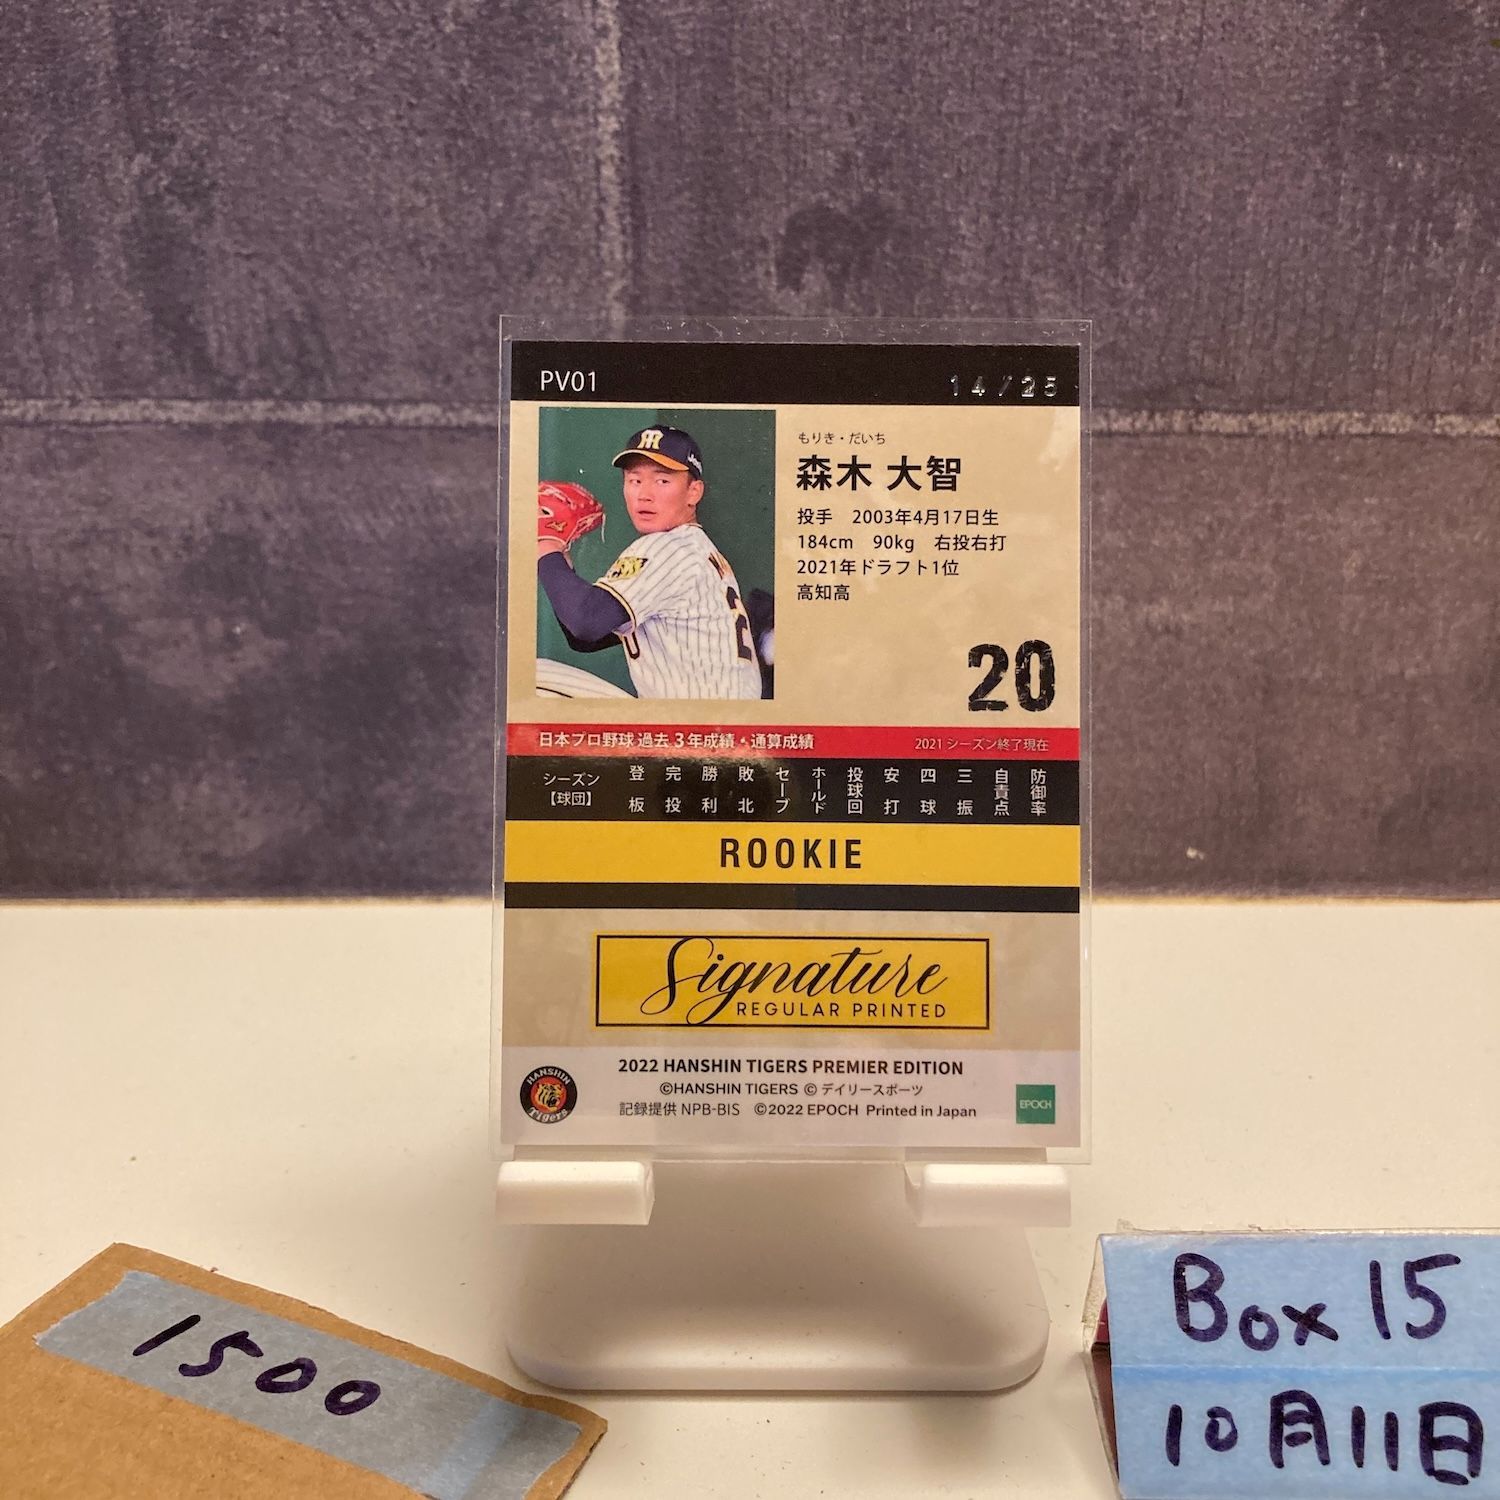 PV01
14/25
もりき・だいち
森木 大智
投手 2003年4月17日生
184cm 90kg 右投右打
2021年ドラフト1位
高知高
20
日本プロ野球 過去3年成績・通算成績
2021 シーズン終了現在
シーズン【球団】 登板 完投 勝利 敗北 セーブ ホールド 投球回 安打 四球 三振 自責点 防御率
ROOKIE
Signature
REGULAR PRINTED
2022 HANSHIN TIGERS PREMIER EDITION
©HANSHIN TIGERS © デイリースポーツ
記録提供 NPB-BIS ©2022 EPOCH Printed in Japan
HANSHIN
Tigers
EPOCH
1500
Box 15
10月11日